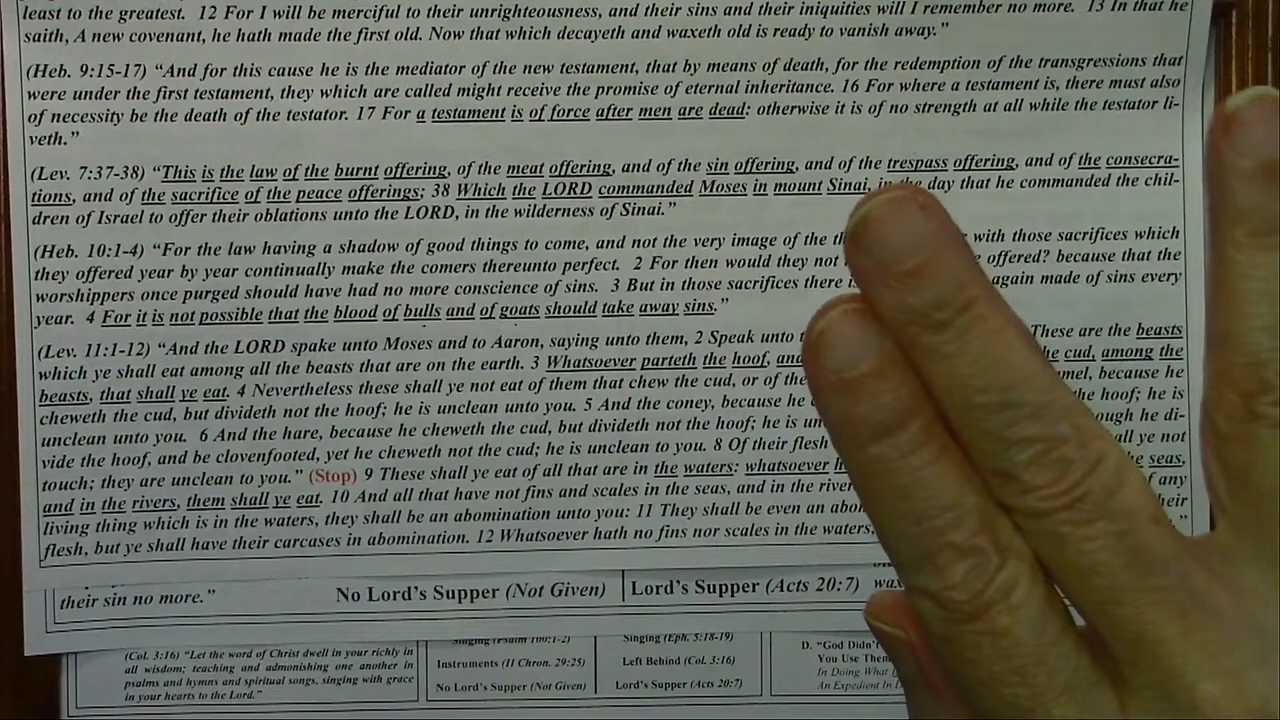 least to the greatest. 12 For I will be merciful to their unrighteousness, and their sins and their iniquities will I remember no more. 13 In that he
saith, A new covenant, he hath made the first old. Now that which decayeth and waxeth old is ready to vanish away.”
(Heb. 9:15-17) “And for this cause he is the mediator of the new testament, that by means of death, for the redemption of the transgressions that
were under the first testament, they which are called might receive the promise of eternal inheritance. 16 For where a testament is, there must also
of necessity be the death of the testator. 17 For a testament is of force after men are dead: otherwise it is of no strength at all while the testator li-
veth.”
(Lev. 7:37-38) “This is the law of the burnt offering, of the meat offering, and of the sin offering, and of the trespass offering, and of the consecra-
tions, and of the sacrifice of the peace offerings; 38 Which the LORD commanded Moses in mount Sinai, in the day that he commanded the chil-
dren of Israel to offer their oblations unto the LORD, in the wilderness of Sinai.”
(Heb. 10:1-4) “For the law having a shadow of good things to come, and not the very image of the with those sacrifices which
they offered year by year continually make the comers thereunto perfect. 2 For then would they not offered? because that the
worshippers once purged should have had no more conscience of sins. 3 But in those sacrifices there again made of sins every
year. 4 For it is not possible that the blood of bulls and of goats should take away sins.”
(Lev. 11:1-12) “And the LORD spake unto Moses and to Aaron, saying unto them, 2 Speak unto These are the beasts
which ye shall eat among all the beasts that are on the earth. 3 Whatsoever parteth the hoof, and cud, among the
beasts, that shall ye eat. 4 Nevertheless these shall ye not eat of them that chew the cud, or of the because he
cheweth the cud, but divideth not the hoof; he is unclean unto you. 5 And the coney, because he hoof; he is
unclean unto you. 6 And the hare, because he cheweth the cud, but divideth not the hoof; he is he di-
vide the hoof, and be clovenfooted, yet he cheweth not the cud; he is unclean to you. 8 Of their flesh ye not
touch; they are unclean to you.” (Stop) 9 These shall ye eat of all that are in the waters: whatsoever seas,
and in the rivers, them shall ye eat. 10 And all that have not fins and scales in the seas, and in the any
living thing which is in the waters, they shall be an abomination unto you: 11 They shall be even an
flesh, but ye shall have their carcases in abomination. 12 Whatsoever hath no fins nor scales in the waters,
their sin no more.” No Lord’s Supper (Not Given) Lord’s Supper (Acts 20:7)
(Col. 3:16) “Let the word of Christ dwell in your richly in
all wisdom; teaching and admonishing one another in
psalms and hymns and spiritual songs, singing with grace
in your hearts to the Lord.”
Singing (Psalm 100:1-2) Singing (Eph. 5:18-19)
Instruments (II Chron. 29:25) Left Behind (Col. 3:16)
No Lord’s Supper (Not Given) Lord’s Supper (Acts 20:7)
D. “God Didn’t
You Use
In Doing What
An Expedient In